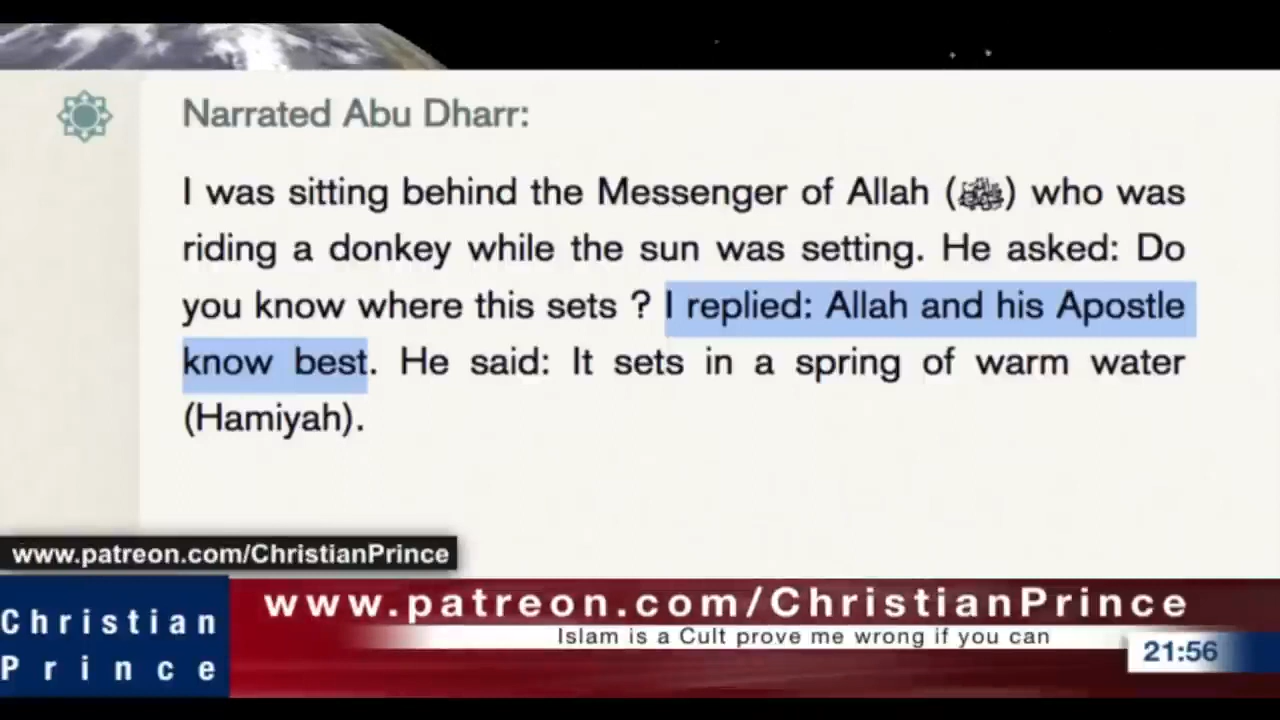 Narrated Abu Dharr:
I was sitting behind the Messenger of Allah (ﷺ) who was
riding a donkey while the sun was setting. He asked: Do
you know where this sets ? I replied: Allah and his Apostle
know best. He said: It sets in a spring of warm water
(Hamiyah).
www.patreon.com/ChristianPrince
Christian
Prince
www.patreon.com/ChristianPrince
Islam is a Cult prove me wrong if you can
21:56